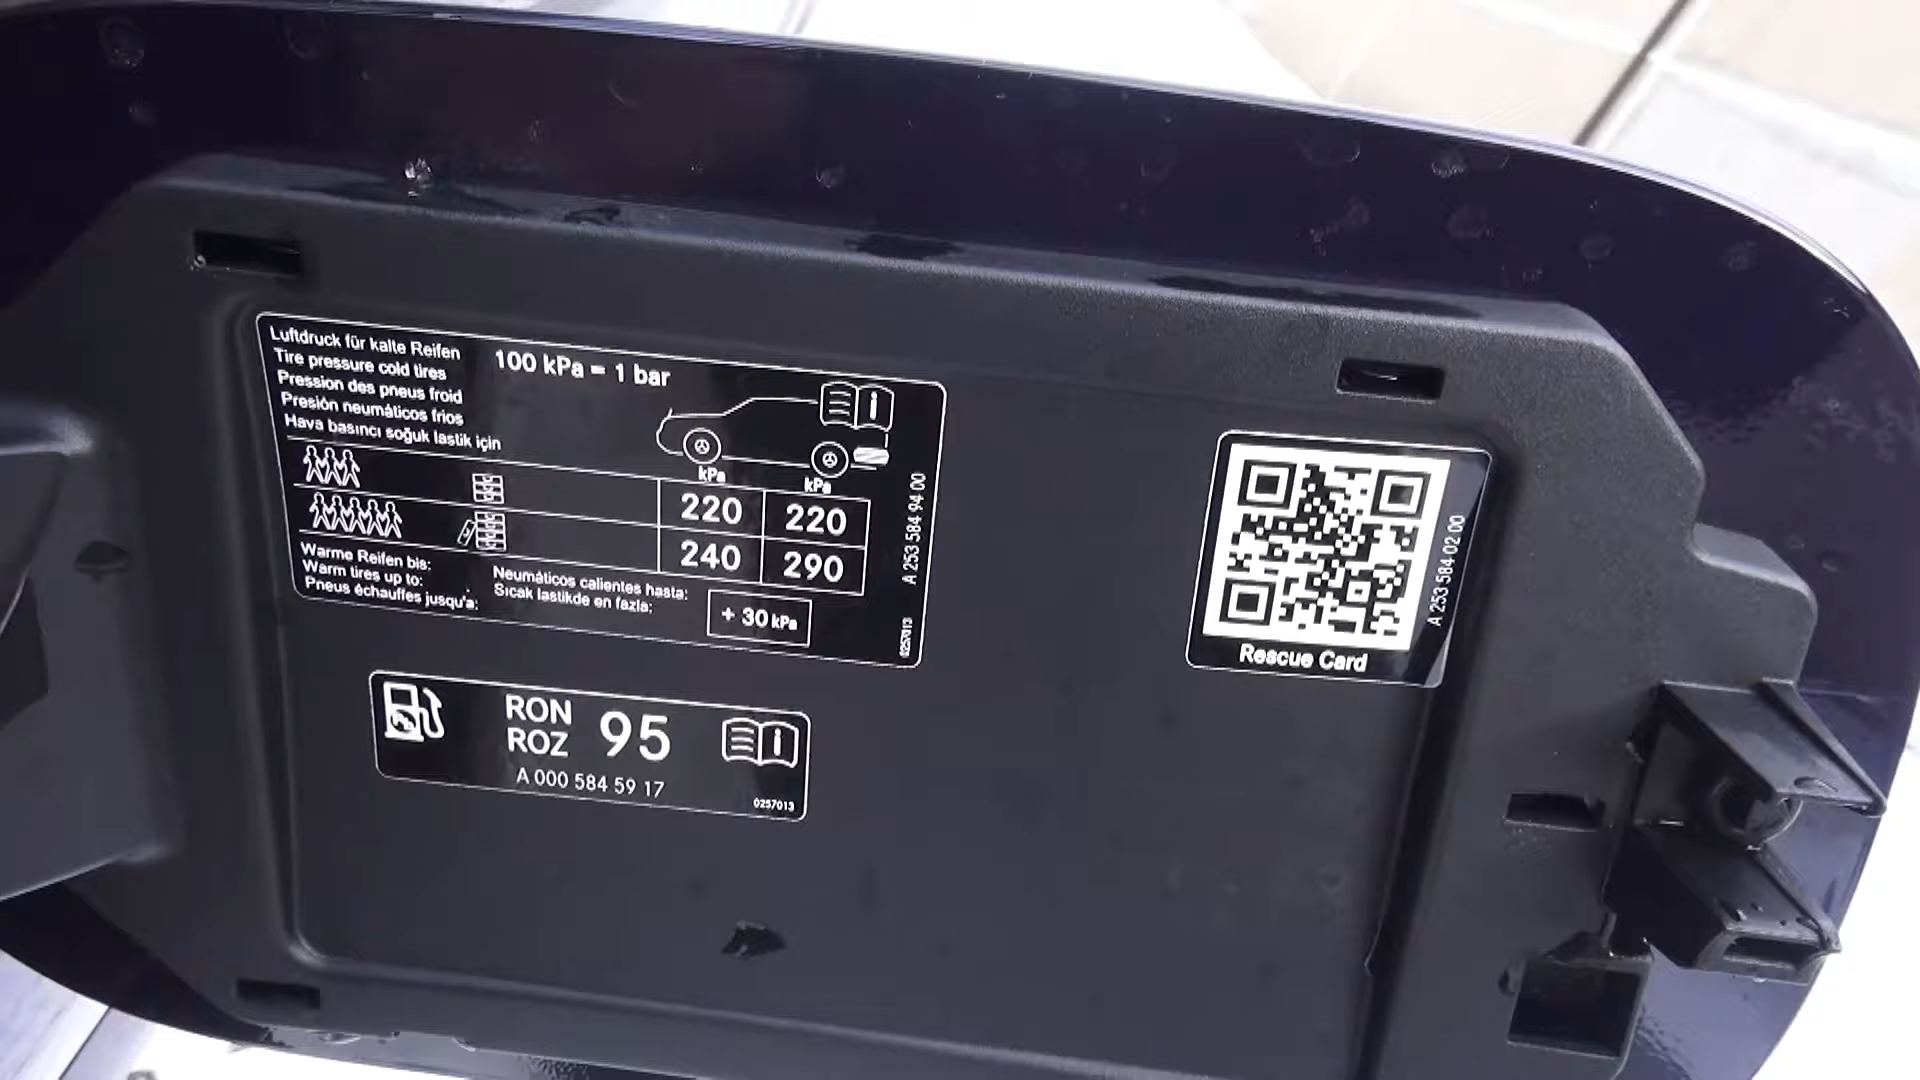 Luftdruck für kalte Reifen
Tire pressure cold tires
Pression des pneus froid
Presión neumáticos frios
Hava basıncı soğuk lastik için
100 kPa = 1 bar
i
kPa kPa
220 220
240 290
Warme Reifen bis:
Warm tires up to:
Pneus échauffes jusqu'a:
Neumáticos calientes hasta:
Sıcak lastikde en fazla:
+ 30 kPa
A 253 584 94 00
0257013
RON
ROZ
95
i
A 000 584 59 17
0257013
A 253 584 02 00
Rescue Card